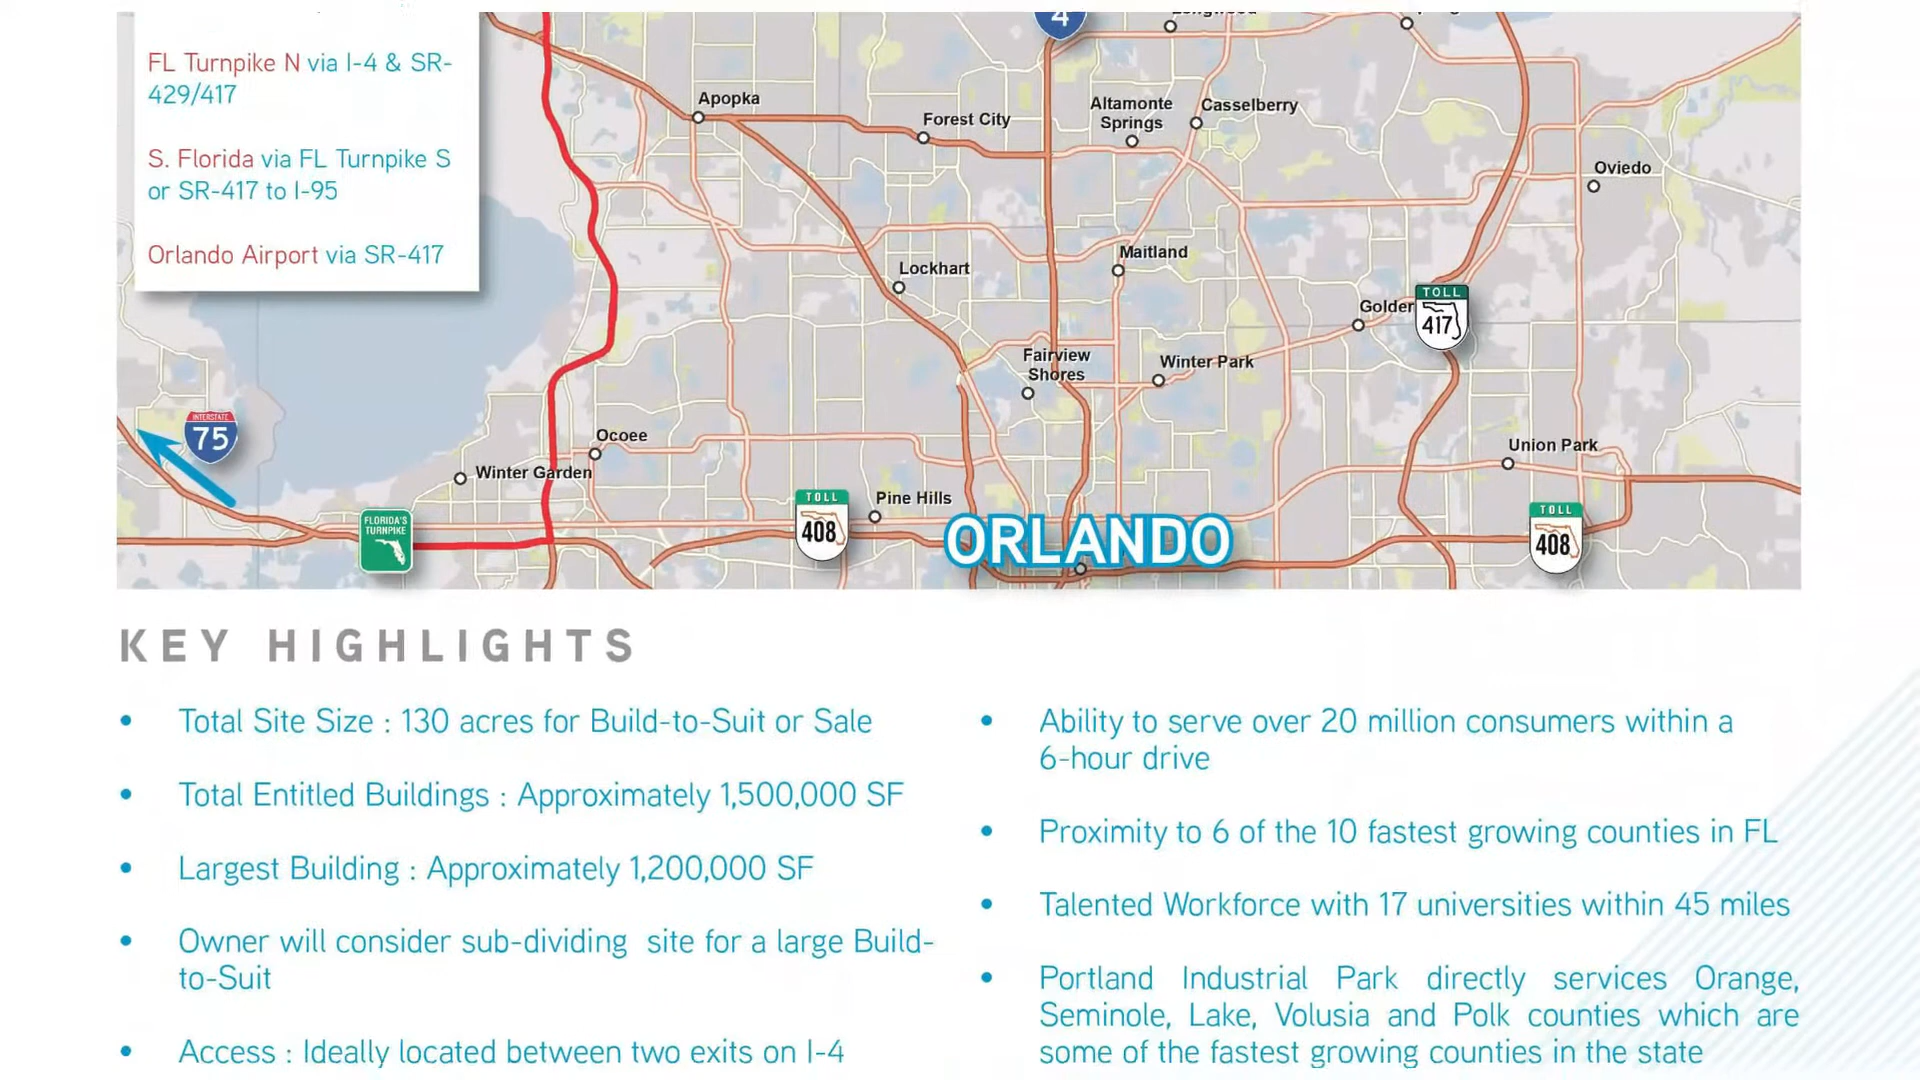 FL Turnpike N via I-4 & SR-
429/417
S. Florida via FL Turnpike S
or SR-417 to I-95
Orlando Airport via SR-417
4
Apopka
Forest City
Altamonte
Springs
Casselberry
Oviedo
Lockhart
Maitland
Golden
TOLL
417
Fairview
Shores
Winter Park
INTERSTATE
75
Ocoee
Winter Garden
Union Park
TOLL
408
Pine Hills
FLORIDA'S
TURNPIKE
ORLANDO
TOLL
408
KEY HIGHLIGHTS
• Total Site Size : 130 acres for Build-to-Suit or Sale
• Total Entitled Buildings : Approximately 1,500,000 SF
• Largest Building : Approximately 1,200,000 SF
• Owner will consider sub-dividing site for a large Build-
to-Suit
• Access : Ideally located between two exits on I-4
• Ability to serve over 20 million consumers within a
6-hour drive
• Proximity to 6 of the 10 fastest growing counties in FL
• Talented Workforce with 17 universities within 45 miles
• Portland Industrial Park directly services Orange,
Seminole, Lake, Volusia and Polk counties which are
some of the fastest growing counties in the state